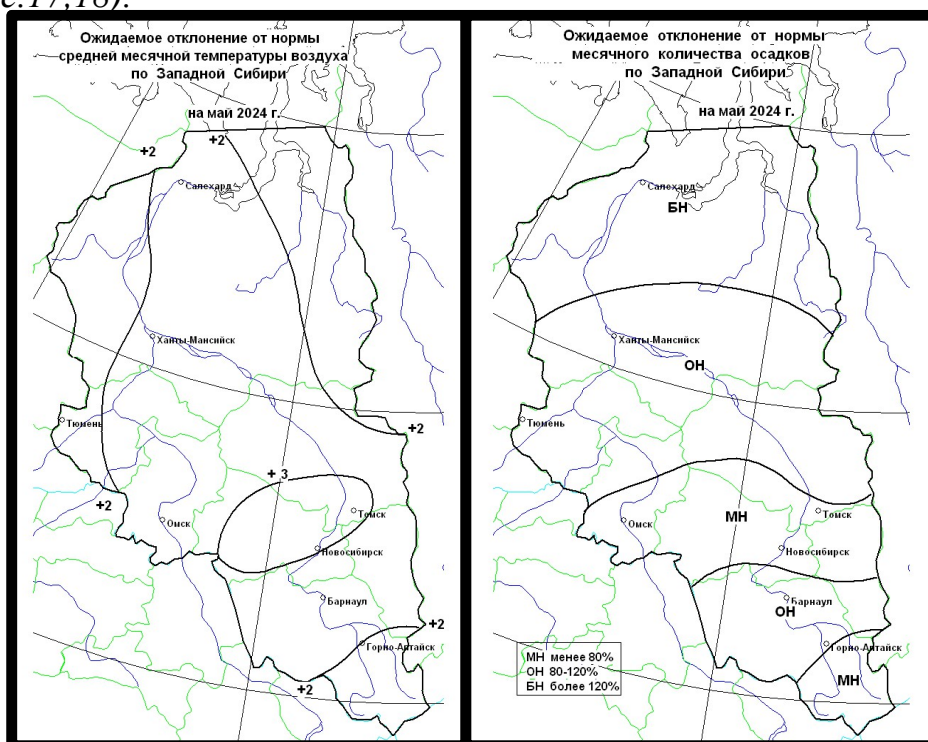 с.17,18).
Ожидаемое отклонение от нормы
средней месячной температуры воздуха
по Западной Сибири
на май 2024 г.
+2
+2
Салехард
Ханты-Мансийск
Тюмень
+2
+ 3
+2
Омск
Томск
Новосибирск
Барнаул
+2
Горно-Алтайск
+2
Ожидаемое отклонение от нормы
месячного количества осадков
по Западной Сибири
на май 2024 г.
Салехард
БН
Ханты-Мансийск
ОН
Тюмень
Омск
МН
Томск
Новосибирск
Барнаул
ОН
Горно-Алтайск
МН
МН менее 80%
ОН 80-120%
БН более 120%